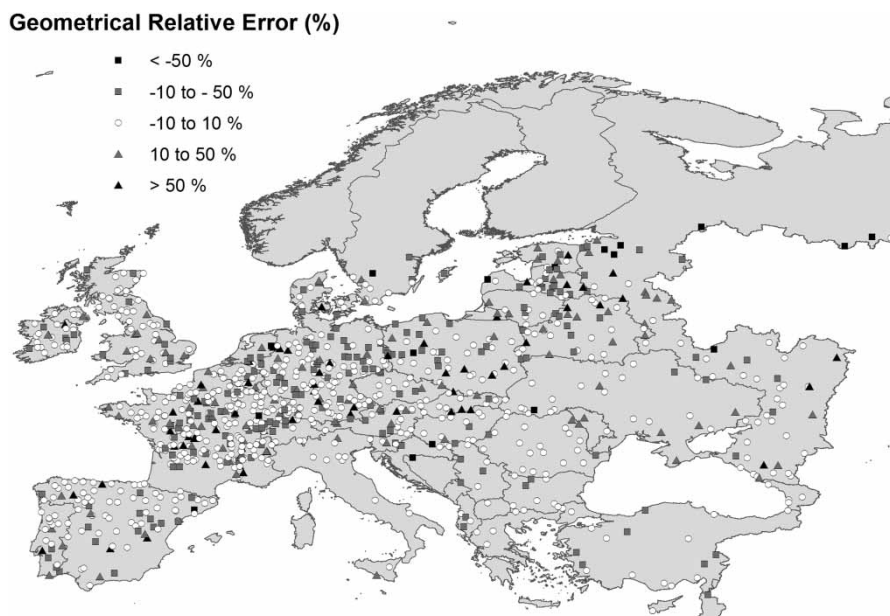 Geometrical Relative Error (%)
< -50 %
-10 to - 50 %
-10 to 10 %
10 to 50 %
> 50 %